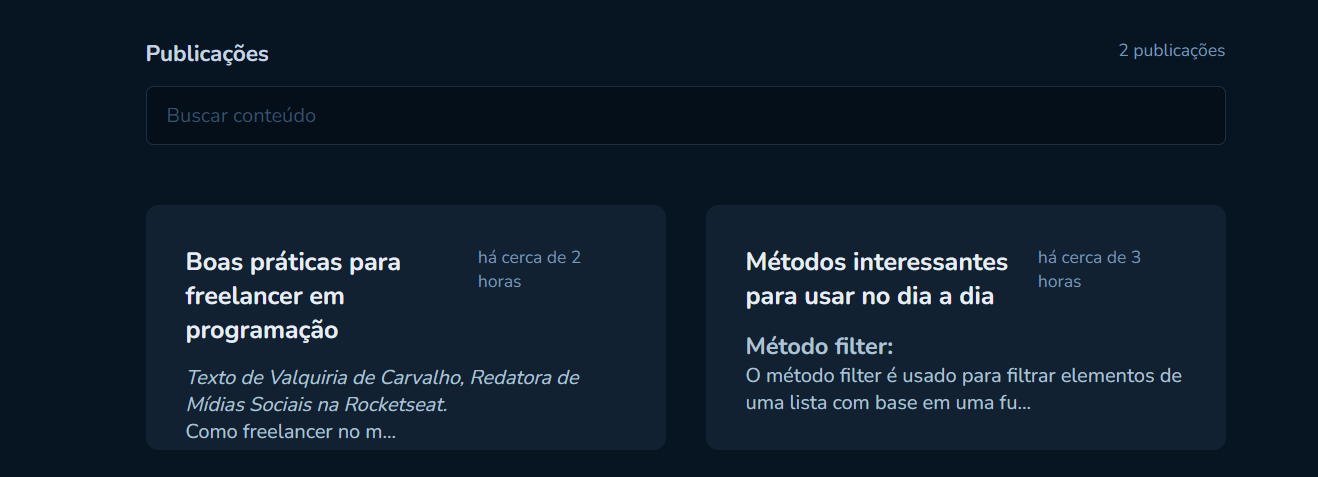 Publicações
2 publicações
Buscar conteúdo
Boas práticas para
freelancer em
programação
há cerca de 2
horas
Texto de Valquiria de Carvalho, Redatora de
Mídias Sociais na Rocketseat.
Como freelancer no m...
Métodos interessantes
para usar no dia a dia
há cerca de 3
horas
Método filter:
O método filter é usado para filtrar elementos de
uma lista com base em uma fu...